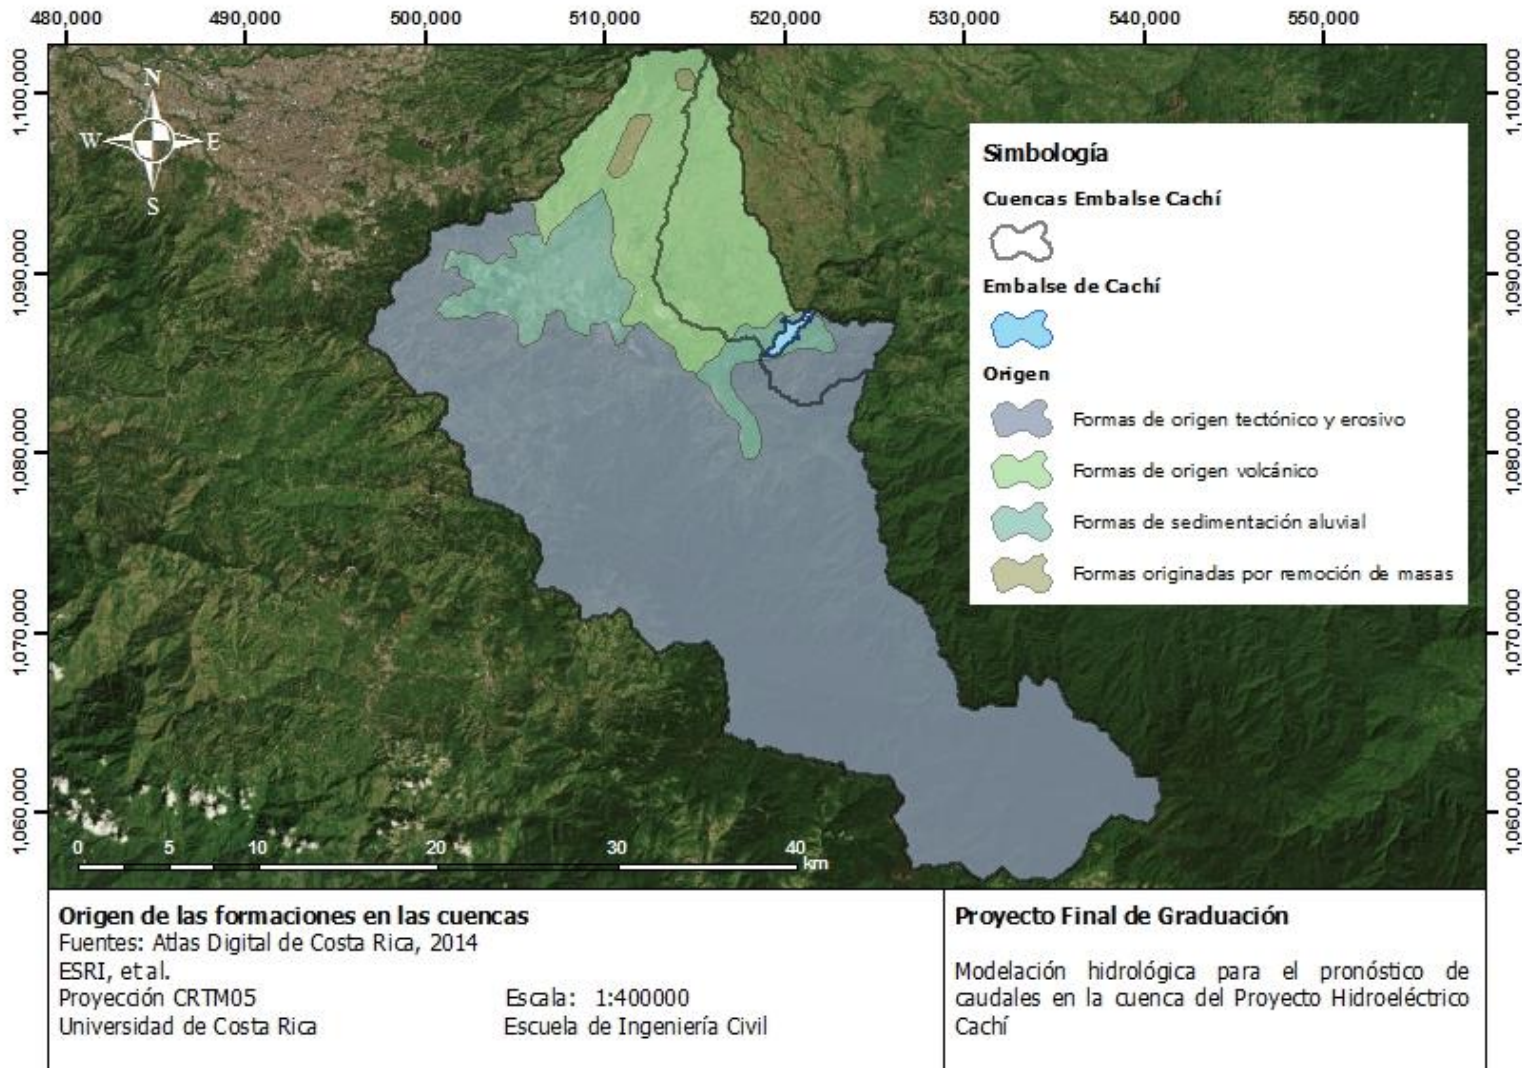 480,000 490,000 500,000 510,000 520,000 530,000 540,000 550,000
1,100,000
1,090,000
1,080,000
1,070,000
1,060,000
1,100,000
1,090,000
1,080,000
1,070,000
1,060,000
N
W E
S
Simbología
Cuencas Embalse Cachí
Embalse de Cachí
Origen
Formas de origen tectónico y erosivo
Formas de origen volcánico
Formas de sedimentación aluvial
Formas originadas por remoción de masas
0 5 10 20 30 40
km
Origen de las formaciones en las cuencas
Fuentes: Atlas Digital de Costa Rica, 2014
ESRI, et al.
Proyección CRTM05 Escala: 1:400000
Universidad de Costa Rica Escuela de Ingeniería Civil
Proyecto Final de Graduación
Modelación hidrológica para el pronóstico de
caudales en la cuenca del Proyecto Hidroeléctrico
Cachí